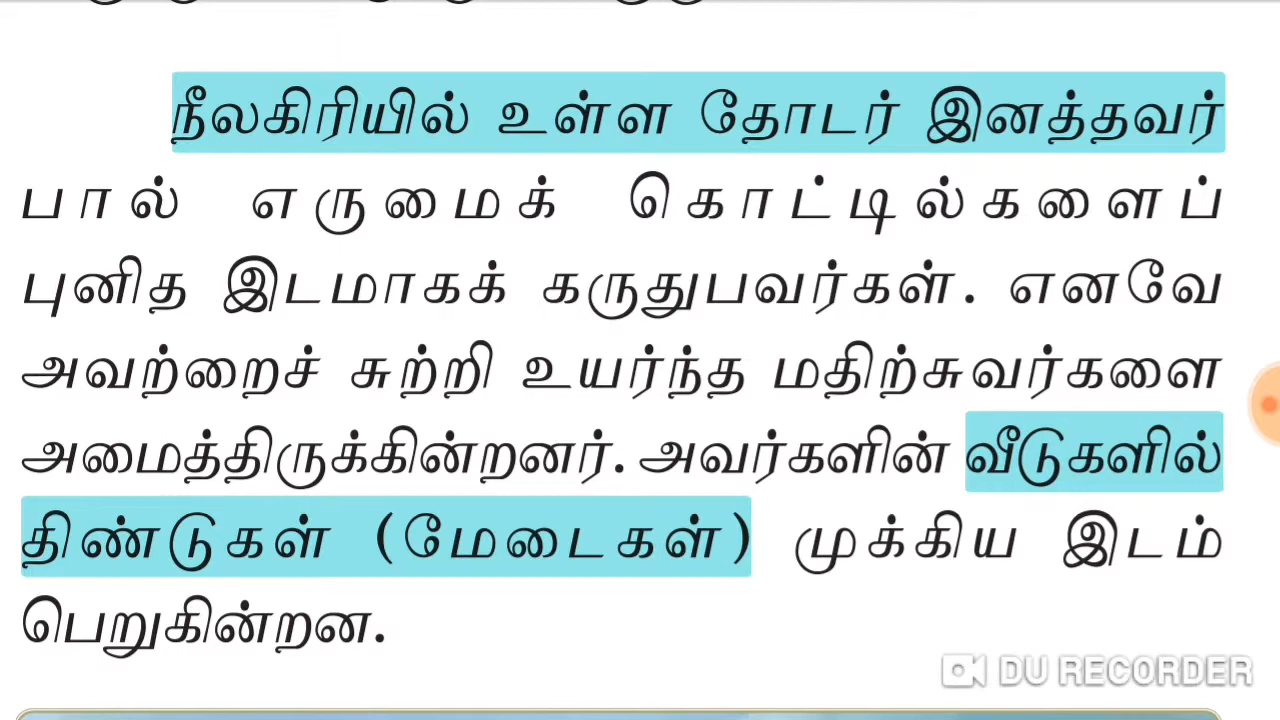 நீலகிரியில் உள்ள தோடர் இனத்தவர்
பால் எருமைக் கொட்டில்களைப்
புனித இடமாகக் கருதுபவர்கள். எனவே
அவற்றைச் சுற்றி உயர்ந்த மதிற்சுவர்களை
அமைத்திருக்கின்றனர். அவர்களின் வீடுகளில்
திண்டுகள் (மேடைகள்) முக்கிய இடம்
பெறுகின்றன.
DU RECORDER